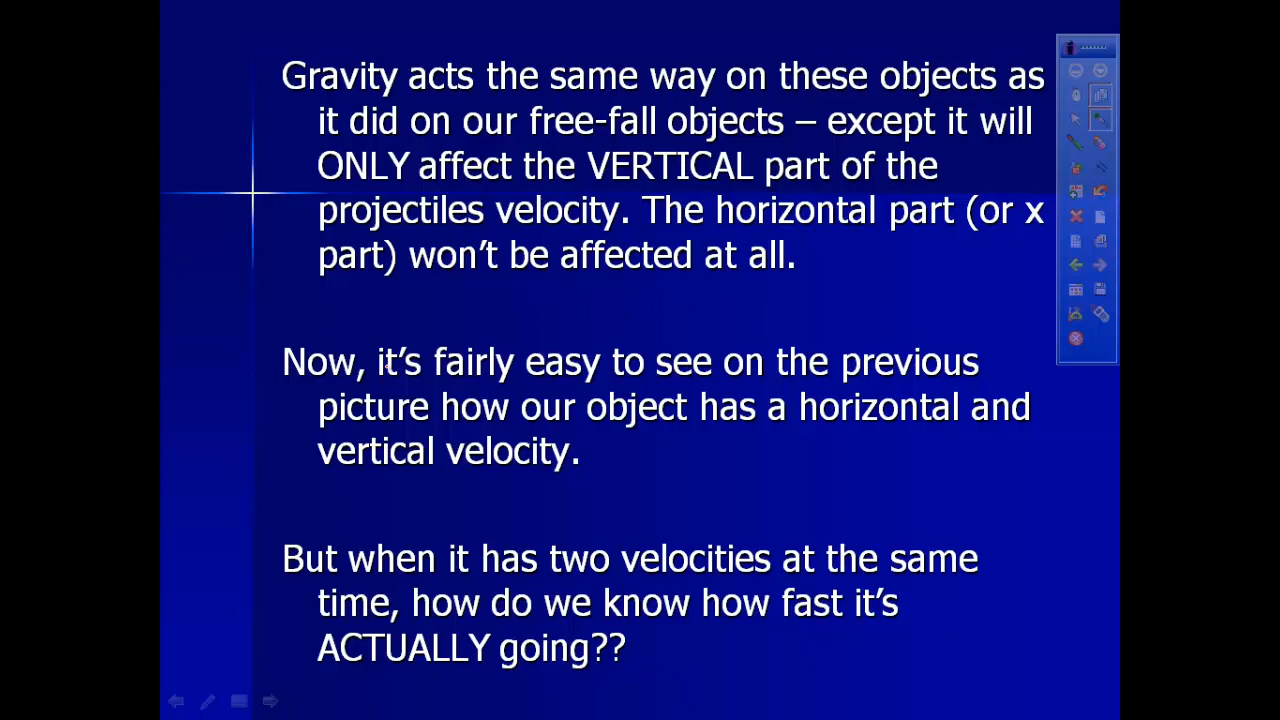 Gravity acts the same way on these objects as
it did on our free-fall objects – except it will
ONLY affect the VERTICAL part of the
projectiles velocity. The horizontal part (or x
part) won’t be affected at all.
Now, it’s fairly easy to see on the previous
picture how our object has a horizontal and
vertical velocity.
But when it has two velocities at the same
time, how do we know how fast it’s
ACTUALLY going??